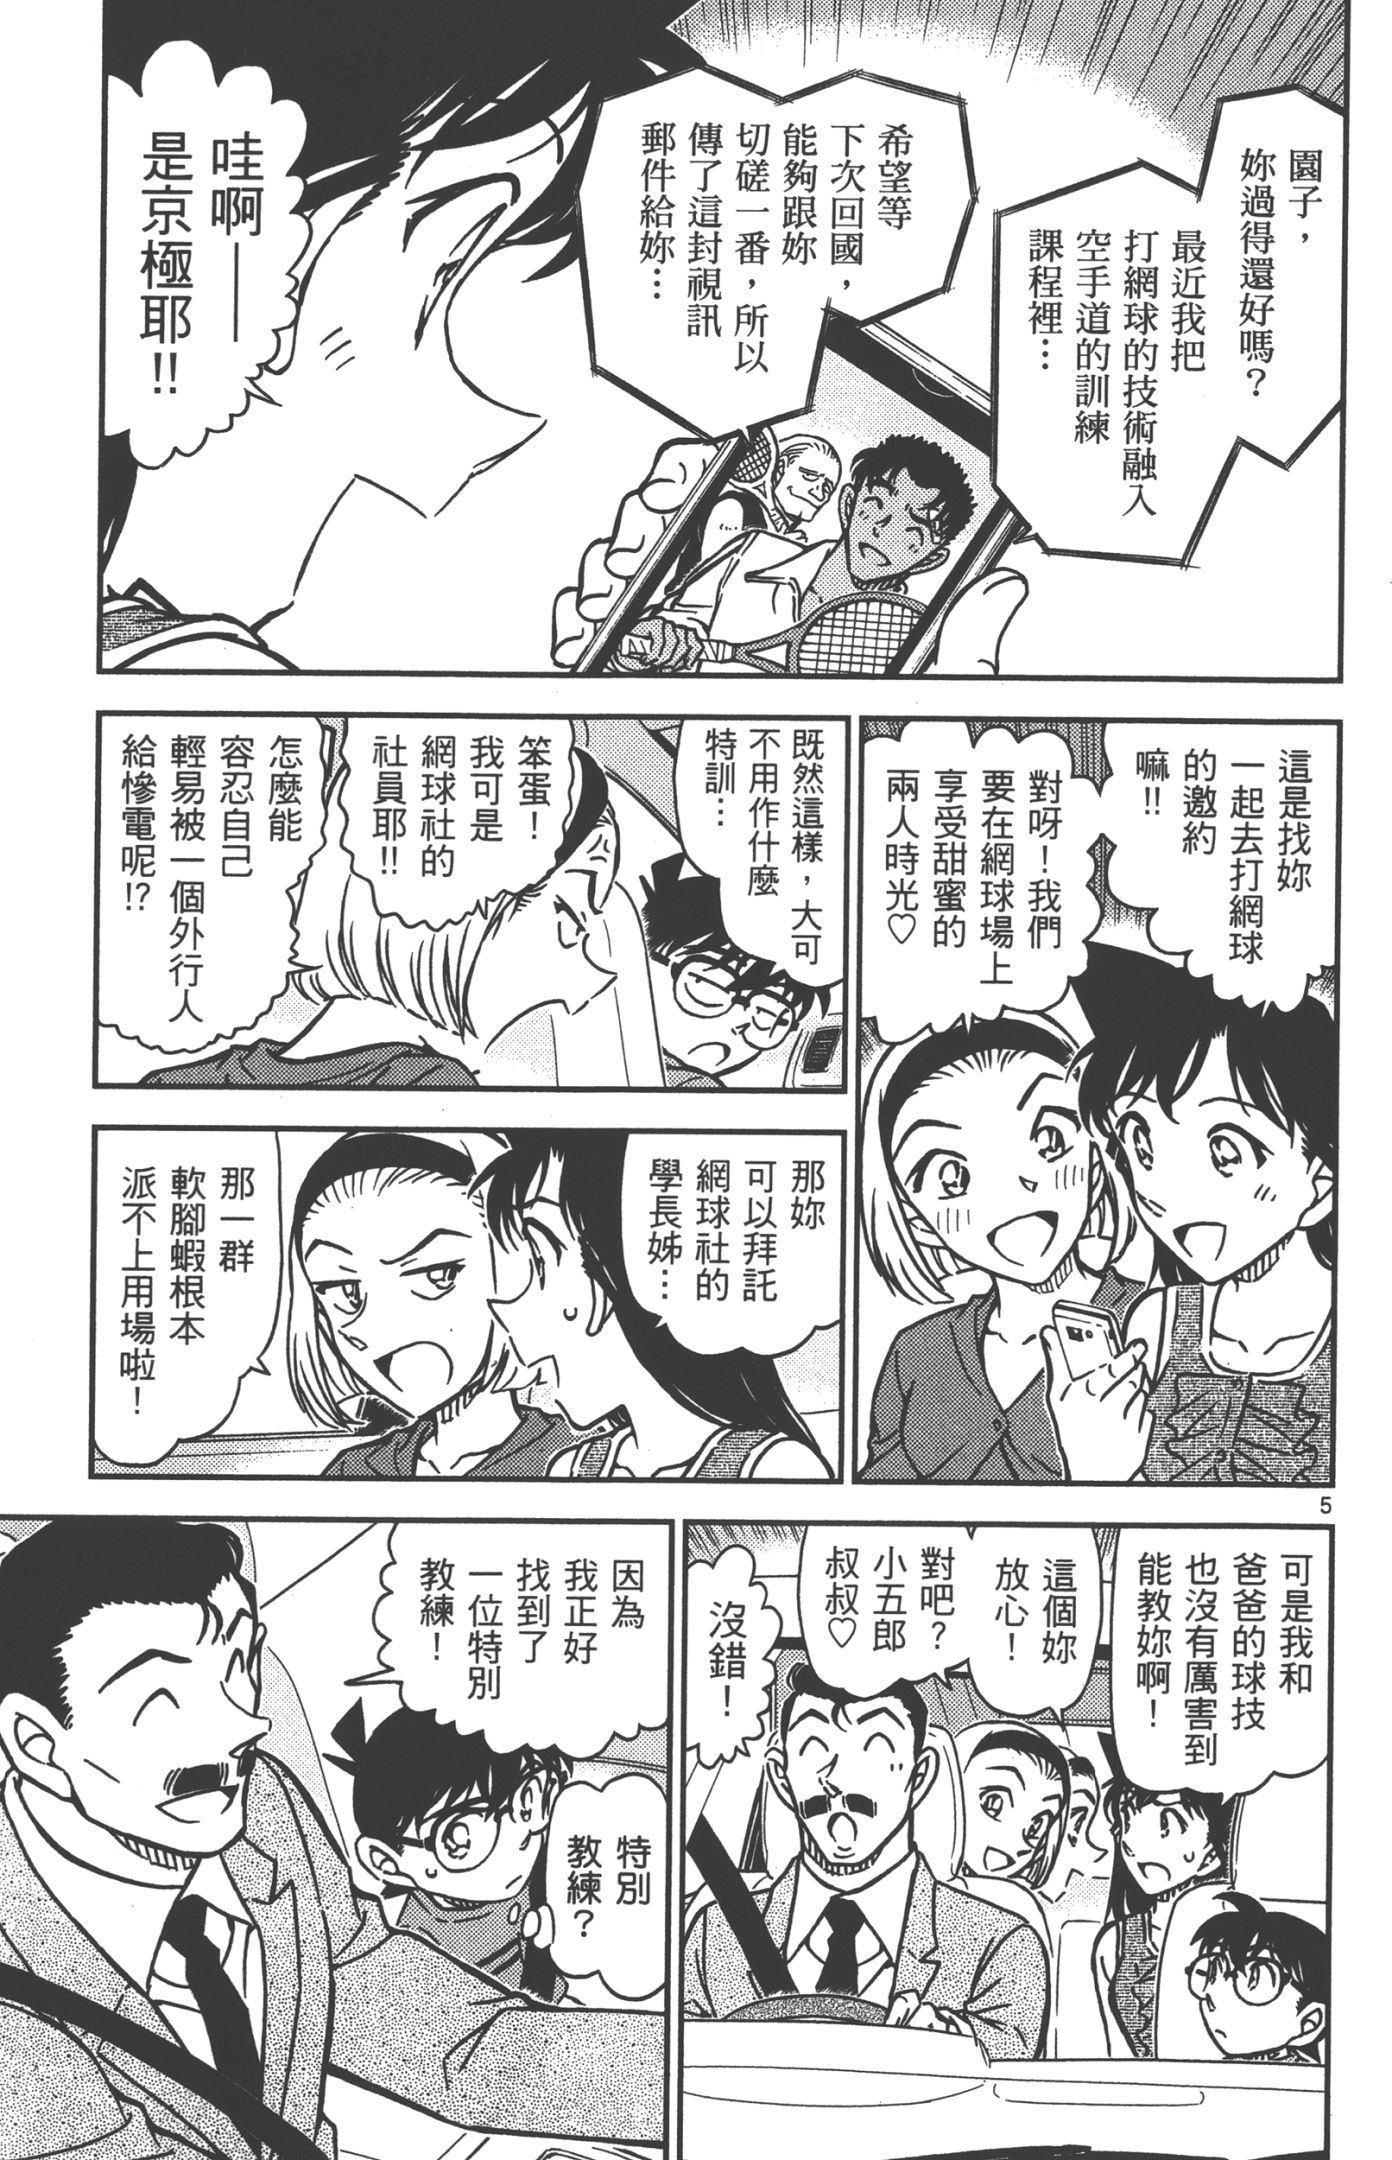 園子，
妳過得還好嗎？
最近我把
打網球的技術融入
空手道的訓練
課程裡…
希望等
下次回國，
能夠跟妳
切磋一番，所以
傳了這封視訊
郵件給妳…
哇啊──
是京極耶!!
這是找妳
一起去打網球
的邀約
嘛!!
對呀！我們
要在網球場上
享受甜蜜的
兩人時光♡
既然這樣，大可
不用作什麼
特訓…
笨蛋！
我可是
網球社的
社員耶!!
怎麼能
容忍自己
輕易被一個外行人
給慘電呢!?
那妳
可以拜託
網球社的
學長姊…
那一群
軟腳蝦根本
派不上用場啦！
5
可是我和
爸爸的球技
也沒有厲害到
能教妳啊！
這個妳
放心！
對吧？
小五郎
叔叔♡
沒錯！
因為
我正好
找到了
一位特別
教練！
特別
教練？